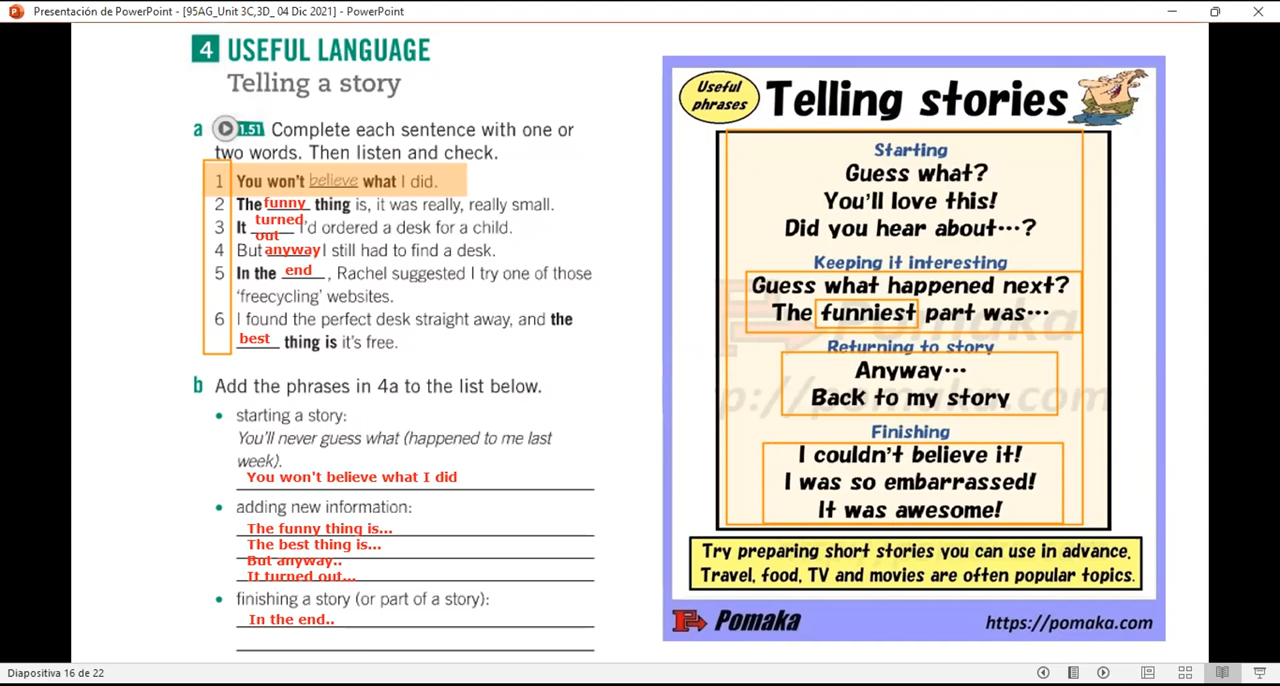 Presentación de PowerPoint - [95AG_Unit 3C,3D_ 04 Dic 2021] - PowerPoint
4 USEFUL LANGUAGE
Telling a story
a 1.51 Complete each sentence with one or
two words. Then listen and check.
1 You won't believe what I did.
2 The funny thing is, it was really, really small.
3 It turned out I'd ordered a desk for a child.
4 But anyway I still had to find a desk.
5 In the end, Rachel suggested I try one of those
'freecycling' websites.
6 I found the perfect desk straight away, and the
best thing is it's free.
b Add the phrases in 4a to the list below.
• starting a story:
You'll never guess what (happened to me last
week).
You won't believe what I did
• adding new information:
The funny thing is...
The best thing is...
But anyway..
It turned out...
• finishing a story (or part of a story):
In the end..
Useful
phrases
Telling stories
Starting
Guess what?
You'll love this!
Did you hear about…?
Keeping it interesting
Guess what happened next?
The funniest part was…
Returning to story
Anyway…
Back to my story
Finishing
I couldn't believe it!
I was so embarrassed!
It was awesome!
Try preparing short stories you can use in advance.
Travel, food, TV and movies are often popular topics.
Pomaka
https://pomaka.com
Diapositiva 16 de 22